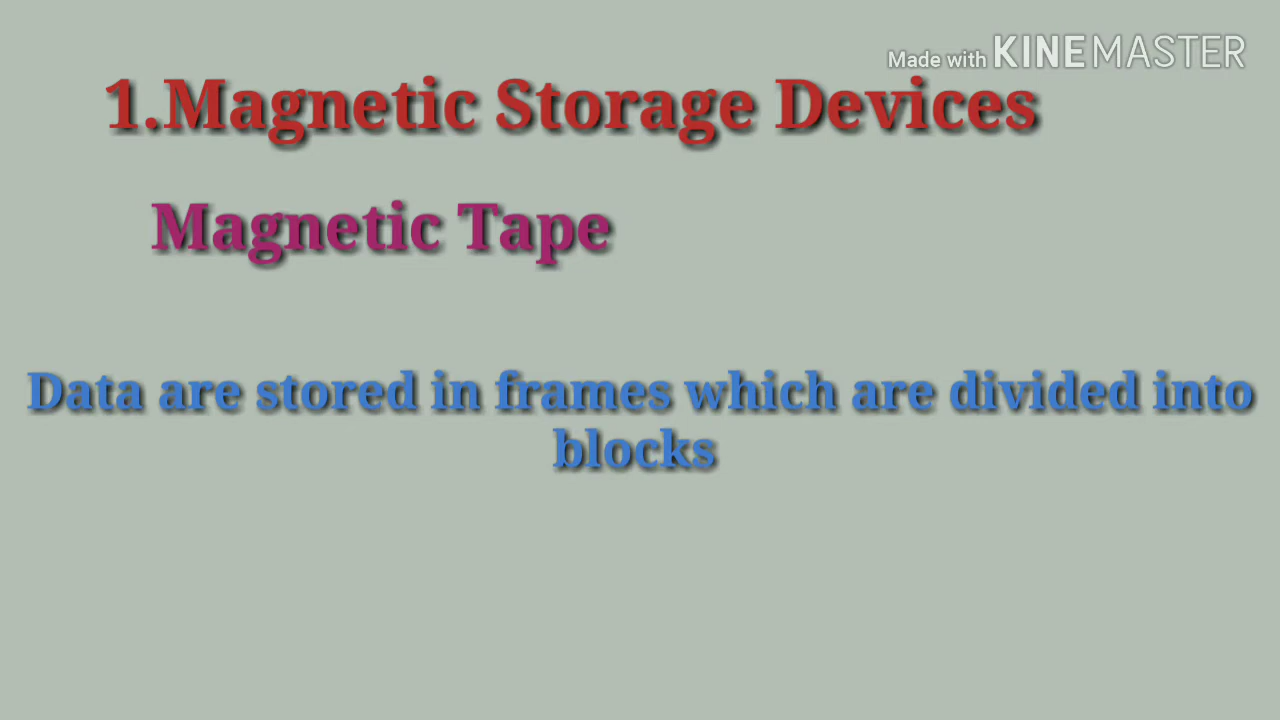 Made with KINEMASTER
1.Magnetic Storage Devices
Magnetic Tape
Data are stored in frames which are divided into
blocks